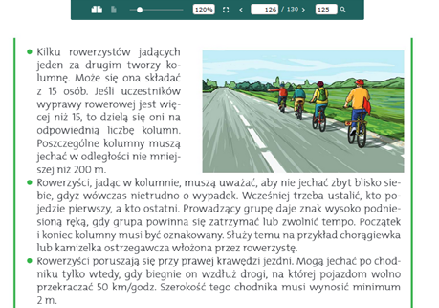 120% 126 / 130 125
Kilku rowerzystów jadących
jeden za drugim tworzy ko-
lumnę. Może się ona składać
z 15 osób. Jeśli uczestników
wyprawy rowerowej jest wię-
cej niż 15, to dzielą się oni na
odpowiednią liczbę kolumn.
Poszczególne kolumny muszą
jechać w odległości nie mniej-
szej niż 200 m.
Rowerzyści, jadąc w kolumnie, muszą uważać, aby nie jechać zbyt blisko sie-
bie, gdyż wówczas nietrudno o wypadek. Wcześniej trzeba ustalić, kto po-
jedzie pierwszy, a kto ostatni. Prowadzący grupę daje znak wysoko podnie-
sioną ręką, gdy grupa powinna się zatrzymać lub zwolnić tempo. Początek
i koniec kolumny musi być oznakowany. Służy temu na przykład chorągiewka
lub kamizelka ostrzegawcza włożona przez rowerzystę.
Rowerzyści poruszają się przy prawej krawędzi jezdni. Mogą jechać po chod-
niku tylko wtedy, gdy biegnie on wzdłuż drogi, na której pojazdom wolno
przekraczać 50 km/godz. Szerokość tego chodnika musi wynosić minimum
2 m.